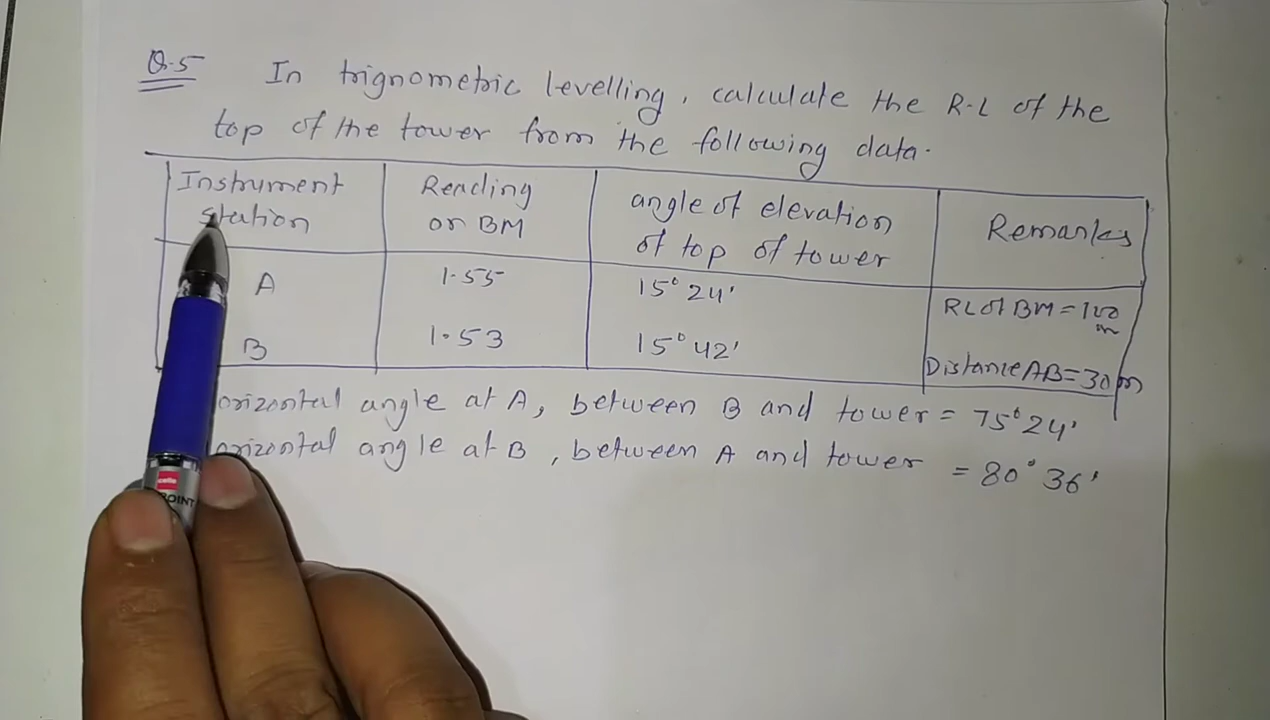 Q.5 In trignometric levelling, calculate the R.L of the
top of the tower from the following data.
Instrument station
Reading on BM
angle of elevation of top of tower
Remarks
A 1.55 15° 24' RL of BM = 100 m
B 1.53 15° 42' Distance AB = 30 m
orizontal angle at A, between B and tower = 75° 24'
orizontal angle at B, between A and tower = 80° 36'
cello
POINT